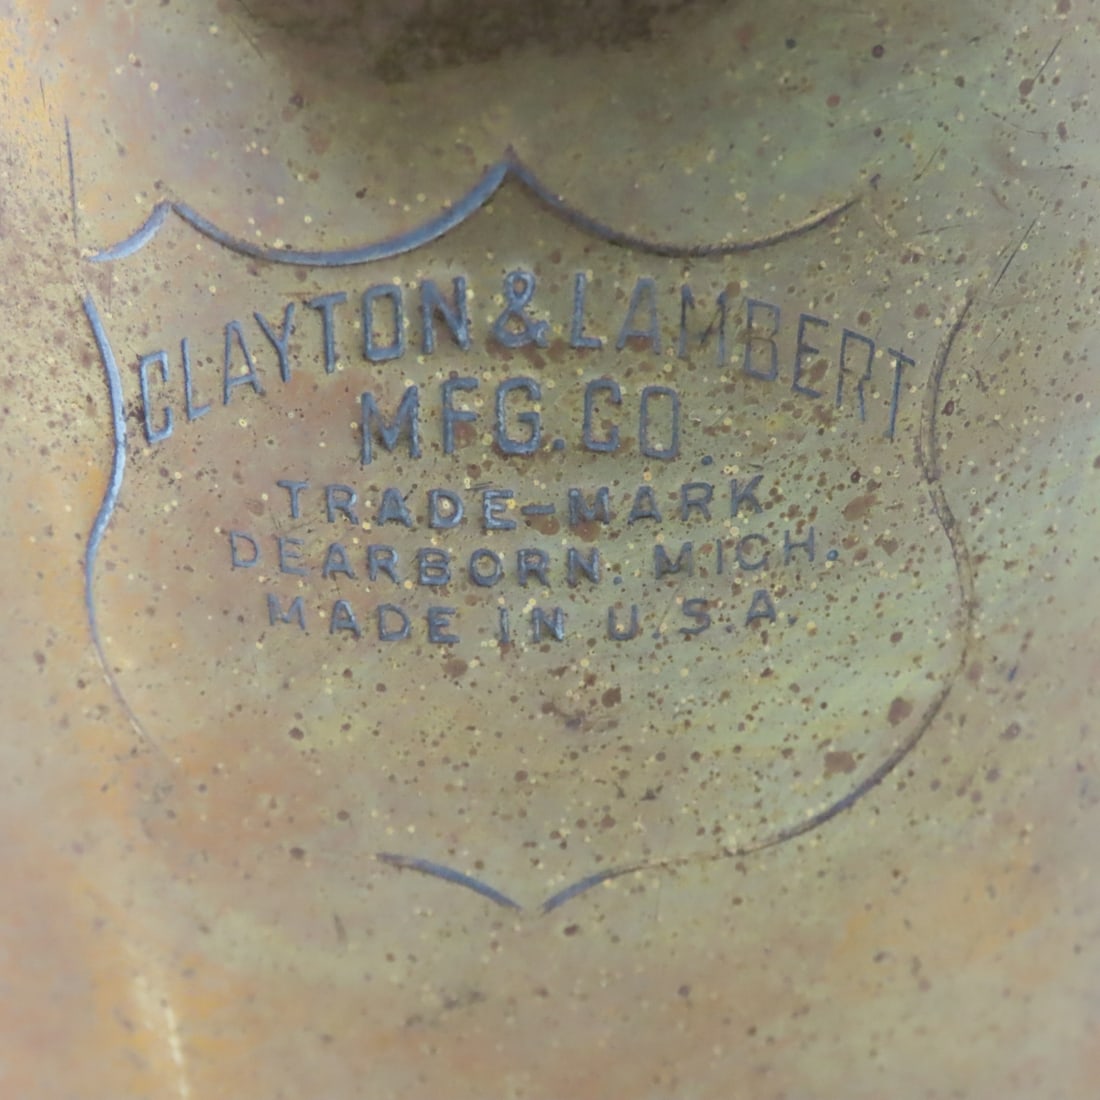 CLAYTON & LAMBERT
MFG. CO.
TRADE-MARK
DEARBORN. MICH.
MADE IN U.S.A.